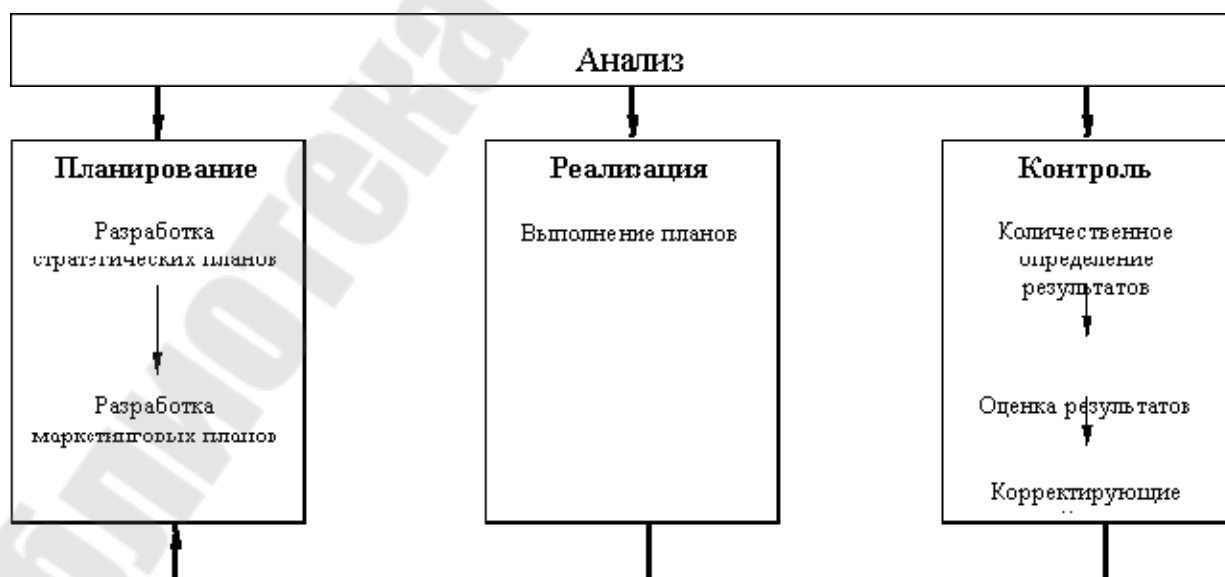 Анализ
Планирование
Разработка
стратегических планов
Разработка
маркетинговых планов
Реализация
Выполнение планов
Контроль
Количественное
определение
результатов
Оценка результатов
Корректирующие